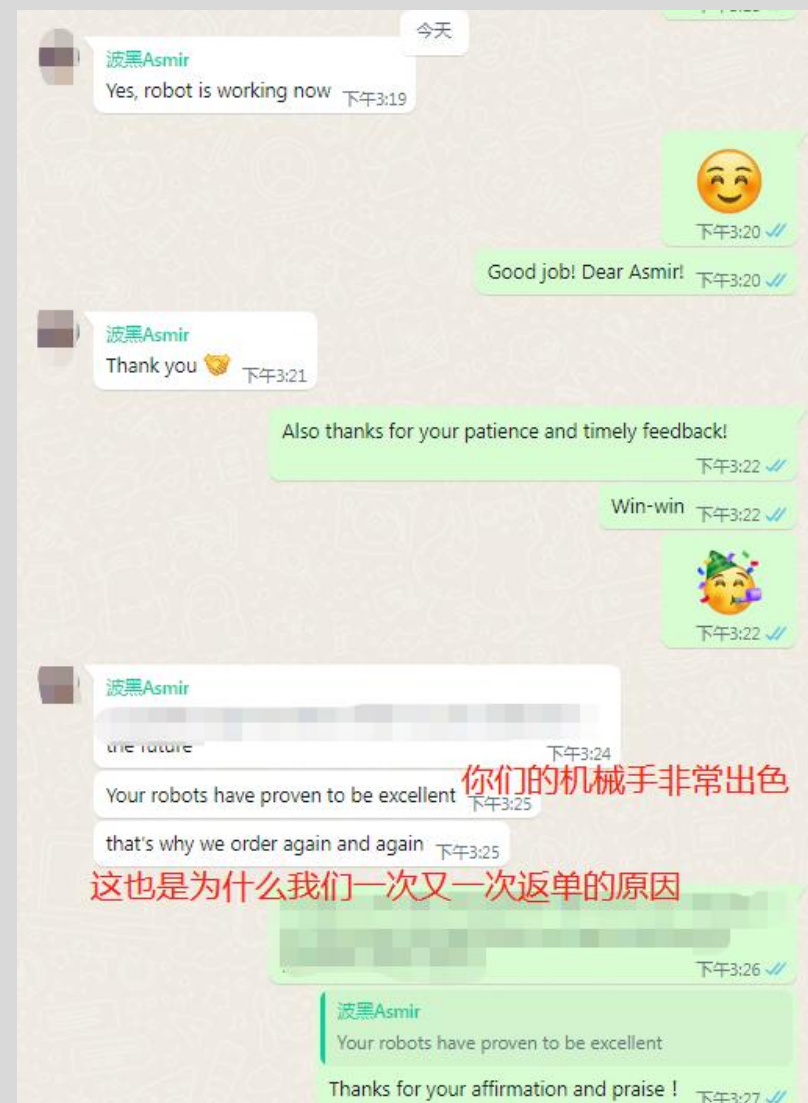 今天
波黑Asmir
Yes, robot is working now 下午3:19
下午3:20
Good job! Dear Asmir! 下午3:20
波黑Asmir
Thank you 下午3:21
Also thanks for your patience and timely feedback!
下午3:22
Win-win 下午3:22
下午3:22
波黑Asmir
the future
下午3:24
你们的机械手非常出色
Your robots have proven to be excellent 下午3:25
that's why we order again and again 下午3:25
这也是为什么我们一次又一次返单的原因
下午3:26
波黑Asmir
Your robots have proven to be excellent
Thanks for your affirmation and praise！ 下午3:27